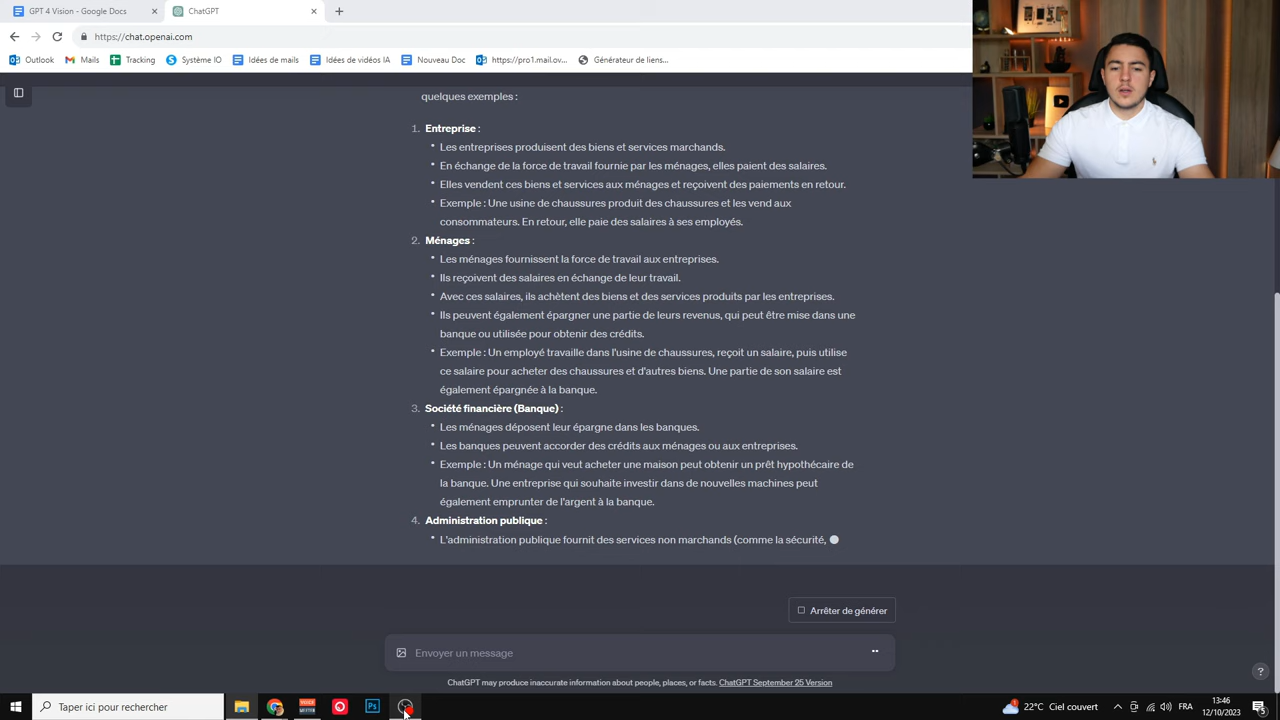 GPT 4 Vision - Google Docs
ChatGPT
https://chat.openai.com
Outlook Mails Tracking Système IO Idées de mails Idées de vidéos IA Nouveau Doc https://pro1.mail.ov... Générateur de liens...
quelques exemples :
1. Entreprise :
• Les entreprises produisent des biens et services marchands.
• En échange de la force de travail fournie par les ménages, elles paient des salaires.
• Elles vendent ces biens et services aux ménages et reçoivent des paiements en retour.
• Exemple : Une usine de chaussures produit des chaussures et les vend aux
consommateurs. En retour, elle paie des salaires à ses employés.
2. Ménages :
• Les ménages fournissent la force de travail aux entreprises.
• Ils reçoivent des salaires en échange de leur travail.
• Avec ces salaires, ils achètent des biens et des services produits par les entreprises.
• Ils peuvent également épargner une partie de leurs revenus, qui peut être mise dans une
banque ou utilisée pour obtenir des crédits.
• Exemple : Un employé travaille dans l'usine de chaussures, reçoit un salaire, puis utilise
ce salaire pour acheter des chaussures et d'autres biens. Une partie de son salaire est
également épargnée à la banque.
3. Société financière (Banque) :
• Les ménages déposent leur épargne dans les banques.
• Les banques peuvent accorder des crédits aux ménages ou aux entreprises.
• Exemple : Un ménage qui veut acheter une maison peut obtenir un prêt hypothécaire de
la banque. Une entreprise qui souhaite investir dans de nouvelles machines peut
également emprunter de l'argent à la banque.
4. Administration publique :
• L'administration publique fournit des services non marchands (comme la sécurité,
Arrêter de générer
Envoyer un message
ChatGPT may produce inaccurate information about people, places, or facts. ChatGPT September 25 Version
?
Taper ici pour rechercher
Ps
22°C Ciel couvert
FRA
13:46
12/10/2023